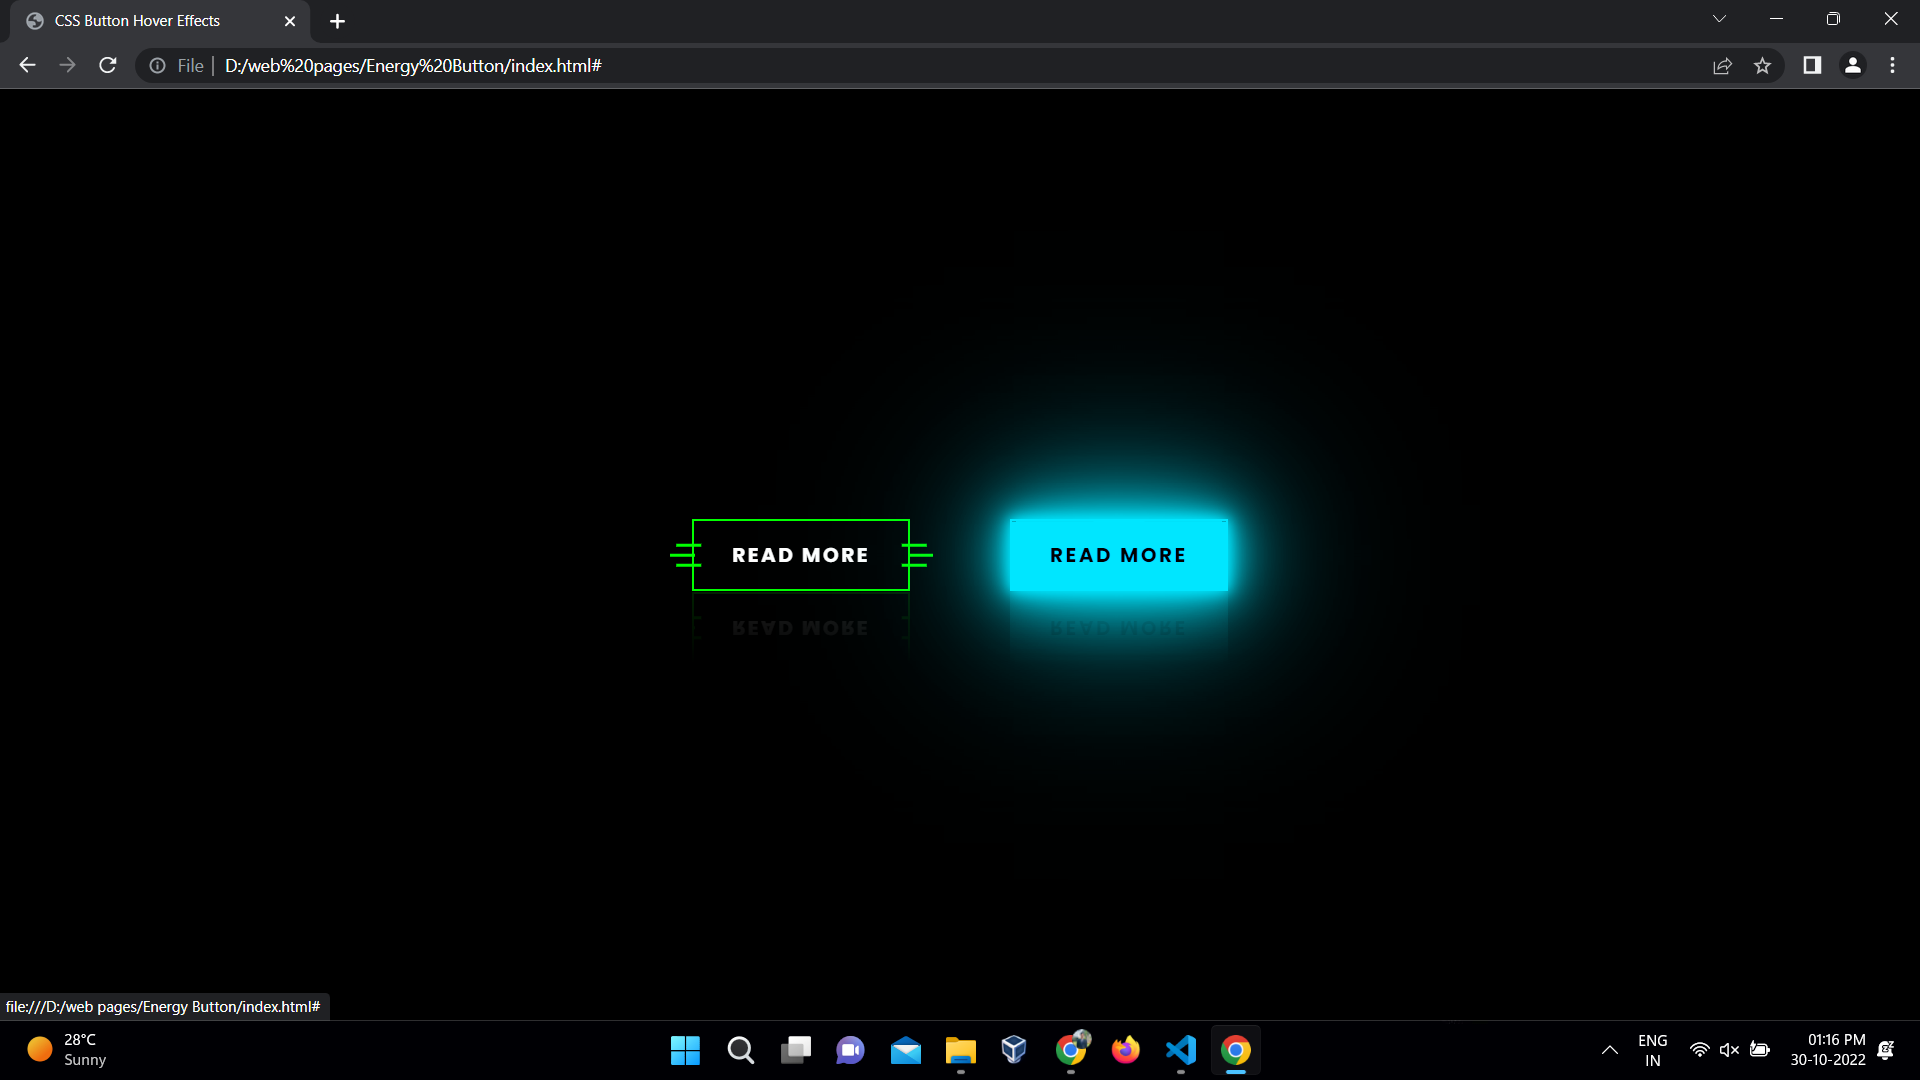 CSS Button Hover Effects
File | D:/web%20pages/Energy%20Button/index.html#
READ MORE
READ MORE
READ MORE
READ MORE
file:///D:/web pages/Energy Button/index.html#
28°C
Sunny
ENG
IN
01:16 PM
30-10-2022